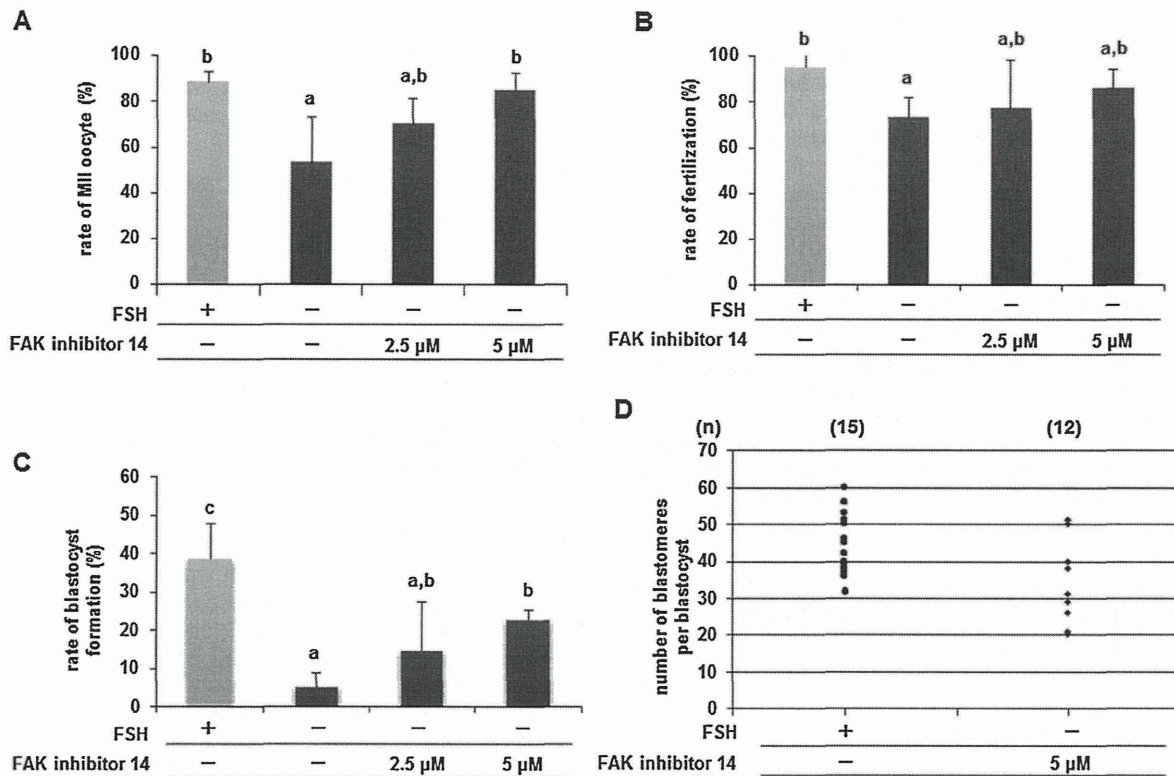 A
rate of MII oocyte (%)
100
80
60
40
20
0
b
a
a,b
b
FSH + − − −
FAK inhibitor 14 − − 2.5 µM 5 µM
B
rate of fertilization (%)
100
80
60
40
20
0
b
a
a,b
a,b
FSH + − − −
FAK inhibitor 14 − − 2.5 µM 5 µM
C
rate of blastocyst
formation (%)
60
50
40
30
20
10
0
c
a
a,b
b
FSH + − − −
FAK inhibitor 14 − − 2.5 µM 5 µM
D
(n) (15) (12)
number of blastomeres
per blastocyst
70
60
50
40
30
20
10
0
FSH + −
FAK inhibitor 14 − 5 µM